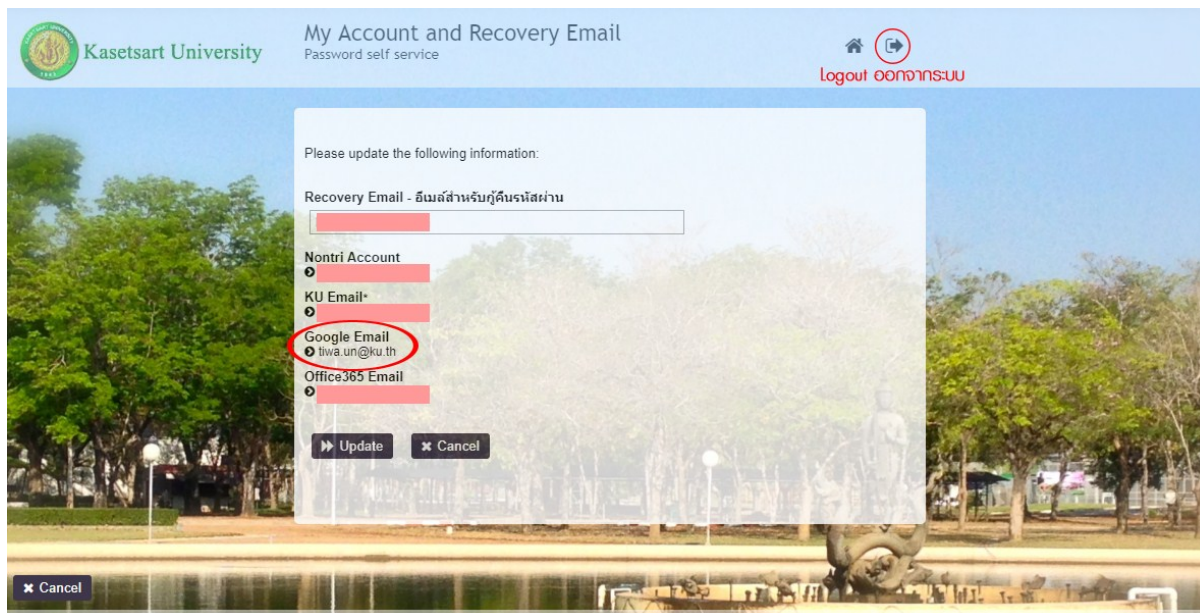 Kasetsart University
My Account and Recovery Email
Password self service
Logout ออกจากระบบ
Please update the following information:
Recovery Email - อีเมล์สำหรับกู้คืนรหัสผ่าน
Nontri Account
KU Email*
Google Email
tiwa.un@ku.th
Office365 Email
Update
Cancel
Cancel